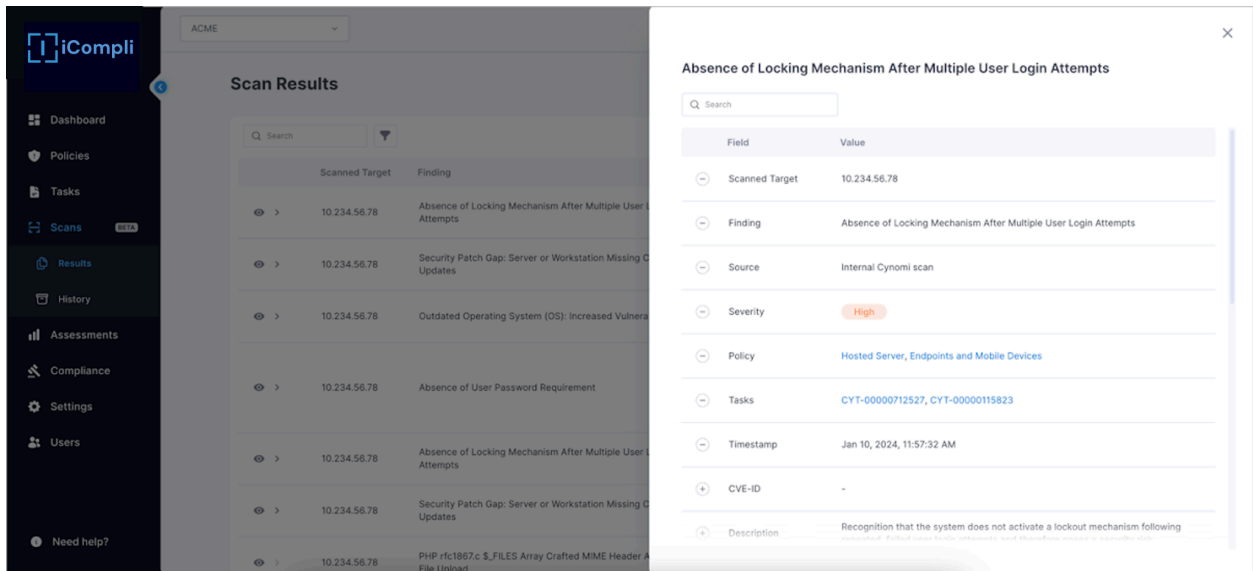 iCompli
Dashboard
Policies
Tasks
Scans BETA
Results
History
Assessments
Compliance
Settings
Users
Need help?
ACME
Scan Results
Search
Scanned Target Finding
10.234.56.78 Absence of Locking Mechanism After Multiple User
Attempts
10.234.56.78 Security Patch Gap: Server or Workstation Missing
Updates
10.234.56.78 Outdated Operating System (OS): Increased
10.234.56.78 Absence of User Password Requirement
10.234.56.78 Absence of Locking Mechanism After Multiple User
Attempts
10.234.56.78 Security Patch Gap: Server or Workstation Missing
Updates
10.234.56.78 PHP rfc1867.c $_FILES Array Crafted MIME Header
File Upload
Absence of Locking Mechanism After Multiple User Login Attempts
Search
Field Value
Scanned Target 10.234.56.78
Finding Absence of Locking Mechanism After Multiple User Login Attempts
Source Internal Cynomi scan
Severity High
Policy Hosted Server, Endpoints and Mobile Devices
Tasks CYT-00000712527, CYT-00000115823
Timestamp Jan 10, 2024, 11:57:32 AM
CVE-ID -
Description Recognition that the system does not activate a lockout mechanism following